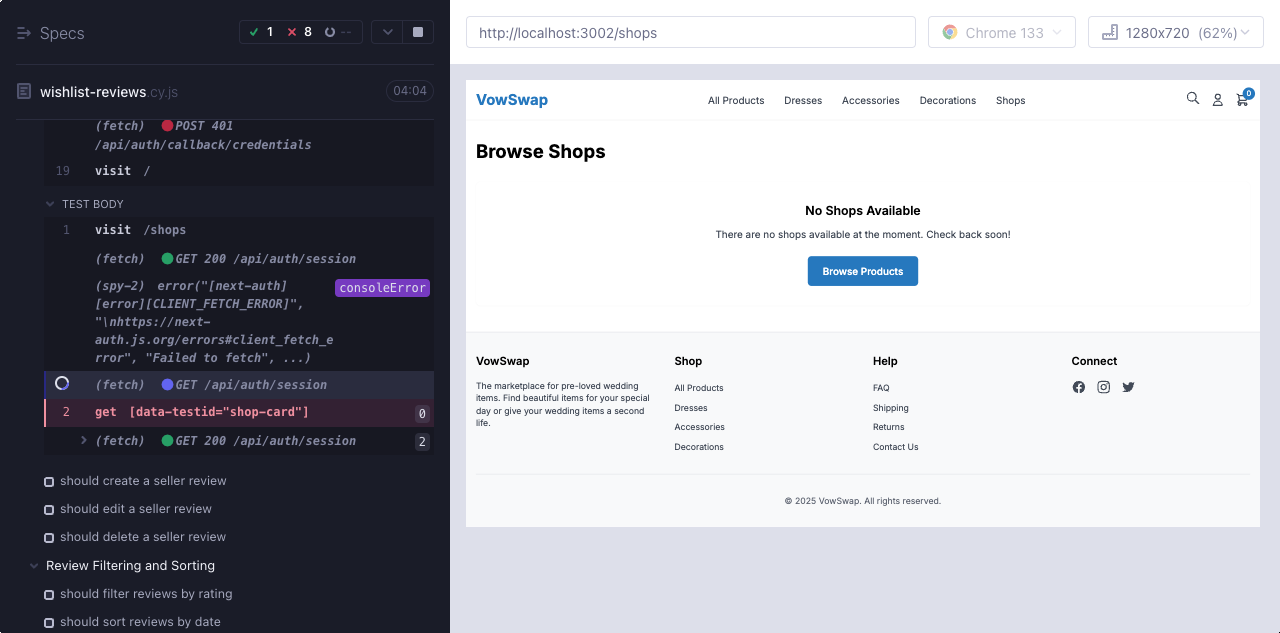 Specs
1
8
--
wishlist-reviews.cy.js
04:04
(fetch) POST 401
/api/auth/callback/credentials
19 visit /
TEST BODY
1 visit /shops
(fetch) GET 200 /api/auth/session
(spy-2) error("[next-auth]
[error][CLIENT_FETCH_ERROR]",
"\nhttps://next-
auth.js.org/errors#client_fetch_e
rror", "Failed to fetch", ...)
consoleError
(fetch) GET /api/auth/session
2 get [data-testid="shop-card"] 0
(fetch) GET 200 /api/auth/session 2
should create a seller review
should edit a seller review
should delete a seller review
Review Filtering and Sorting
should filter reviews by rating
should sort reviews by date
http://localhost:3002/shops
Chrome 133
1280x720 (62%)
VowSwap
All Products Dresses Accessories Decorations Shops
0
Browse Shops
No Shops Available
There are no shops available at the moment. Check back soon!
Browse Products
VowSwap
The marketplace for pre-loved wedding
items. Find beautiful items for your special
day or give your wedding items a second
life.
Shop
All Products
Dresses
Accessories
Decorations
Help
FAQ
Shipping
Returns
Contact Us
Connect
© 2025 VowSwap. All rights reserved.